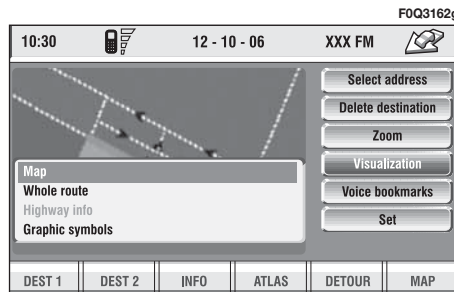 F0Q3162g
10:30 12 - 10 - 06 XXX FM
Select address
Delete destination
Zoom
Visualization
Voice bookmarks
Set
Map
Whole route
Highway info
Graphic symbols
DEST 1 DEST 2 INFO ATLAS DETOUR MAP